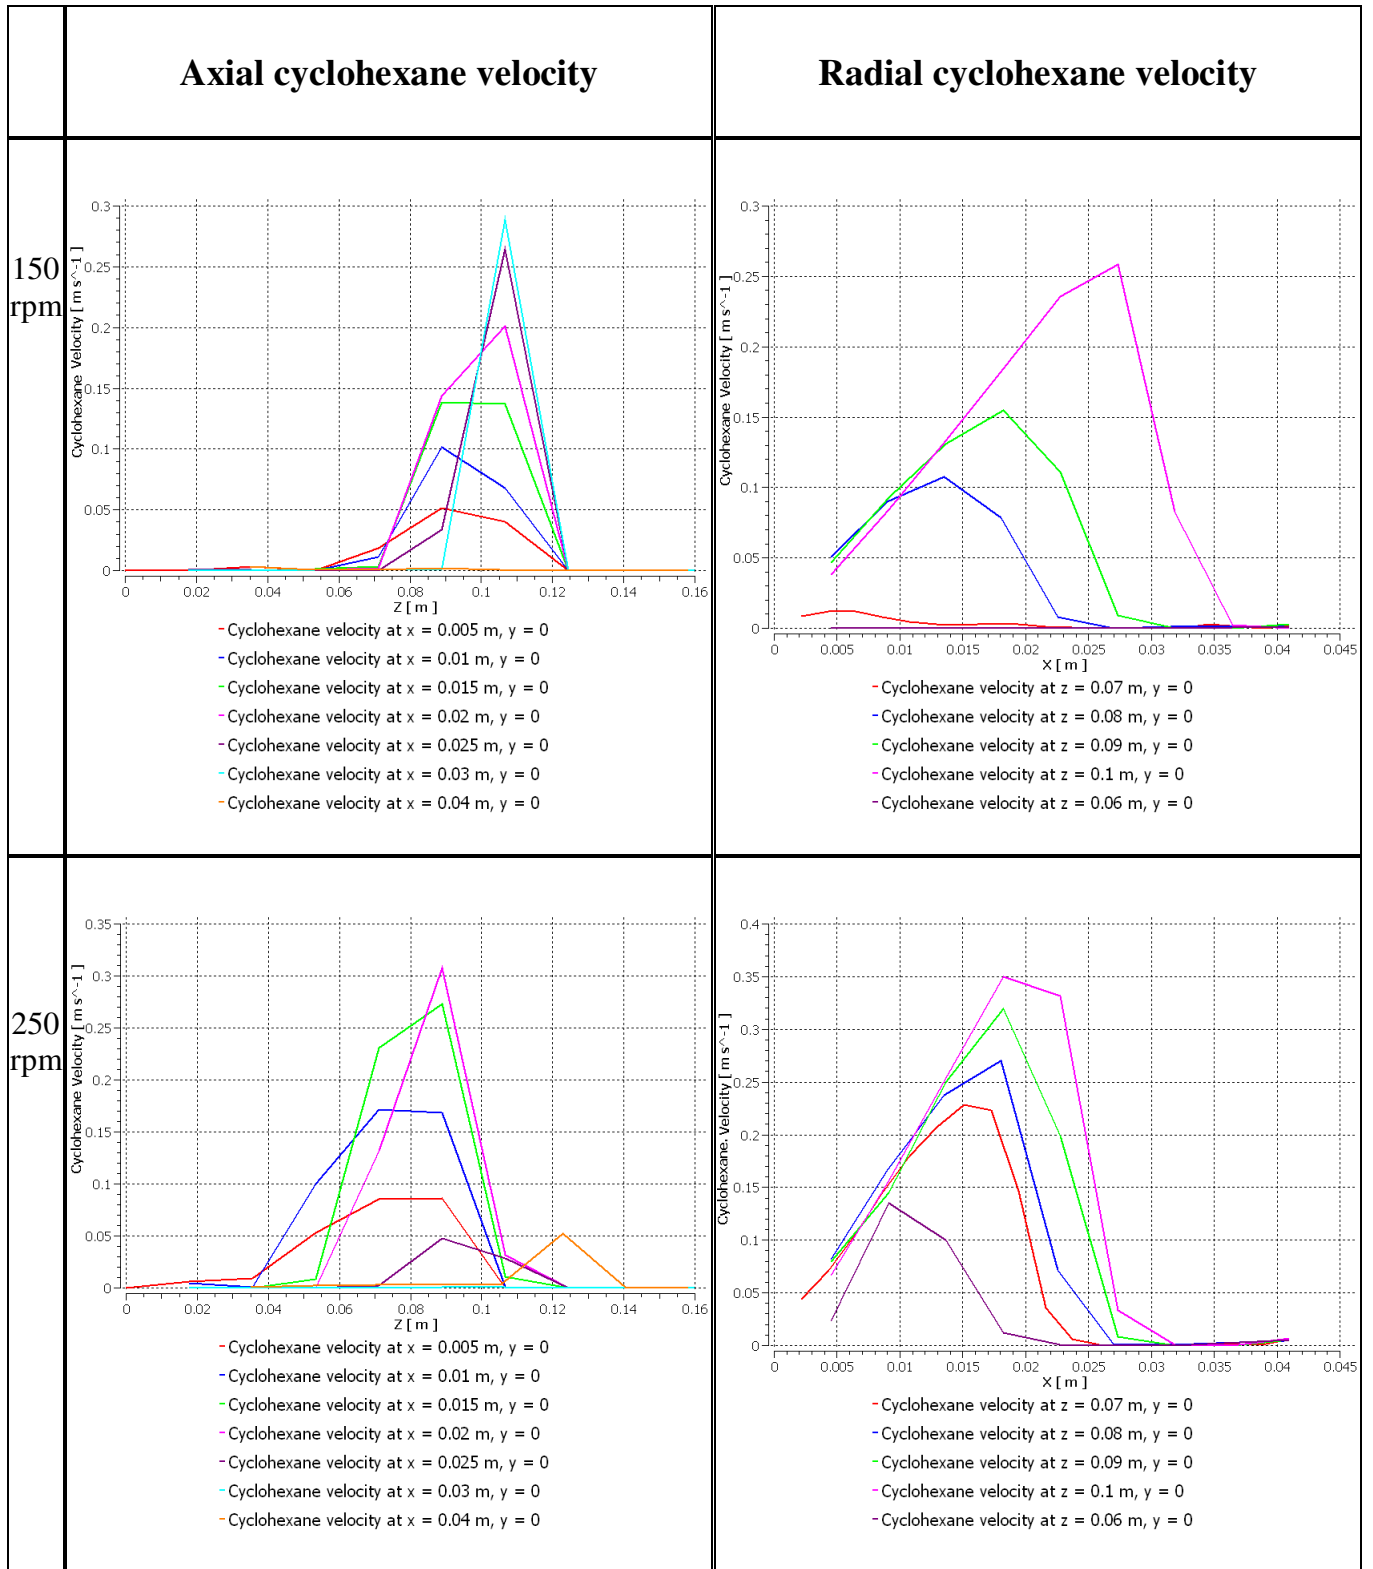 Axial cyclohexane velocity
Radial cyclohexane velocity
150
rpm
Cyclohexane Velocity [ m s^-1 ]
0.3
0.25
0.2
0.15
0.1
0.05
0
0 0.02 0.04 0.06 0.08 0.1 0.12 0.14 0.16
Z [ m ]
Cyclohexane velocity at x = 0.005 m, y = 0
Cyclohexane velocity at x = 0.01 m, y = 0
Cyclohexane velocity at x = 0.015 m, y = 0
Cyclohexane velocity at x = 0.02 m, y = 0
Cyclohexane velocity at x = 0.025 m, y = 0
Cyclohexane velocity at x = 0.03 m, y = 0
Cyclohexane velocity at x = 0.04 m, y = 0
Cyclohexane Velocity [ m s^-1 ]
0.3
0.25
0.2
0.15
0.1
0.05
0
0 0.005 0.01 0.015 0.02 0.025 0.03 0.035 0.04 0.045
X [ m ]
Cyclohexane velocity at z = 0.07 m, y = 0
Cyclohexane velocity at z = 0.08 m, y = 0
Cyclohexane velocity at z = 0.09 m, y = 0
Cyclohexane velocity at z = 0.1 m, y = 0
Cyclohexane velocity at z = 0.06 m, y = 0
250
rpm
Cyclohexane Velocity [ m s^-1 ]
0.35
0.3
0.25
0.2
0.15
0.1
0.05
0
0 0.02 0.04 0.06 0.08 0.1 0.12 0.14 0.16
Z [ m ]
Cyclohexane velocity at x = 0.005 m, y = 0
Cyclohexane velocity at x = 0.01 m, y = 0
Cyclohexane velocity at x = 0.015 m, y = 0
Cyclohexane velocity at x = 0.02 m, y = 0
Cyclohexane velocity at x = 0.025 m, y = 0
Cyclohexane velocity at x = 0.03 m, y = 0
Cyclohexane velocity at x = 0.04 m, y = 0
Cyclohexane. Velocity [ m s^-1 ]
0.4
0.35
0.3
0.25
0.2
0.15
0.1
0.05
0
0 0.005 0.01 0.015 0.02 0.025 0.03 0.035 0.04 0.045
X [ m ]
Cyclohexane velocity at z = 0.07 m, y = 0
Cyclohexane velocity at z = 0.08 m, y = 0
Cyclohexane velocity at z = 0.09 m, y = 0
Cyclohexane velocity at z = 0.1 m, y = 0
Cyclohexane velocity at z = 0.06 m, y = 0